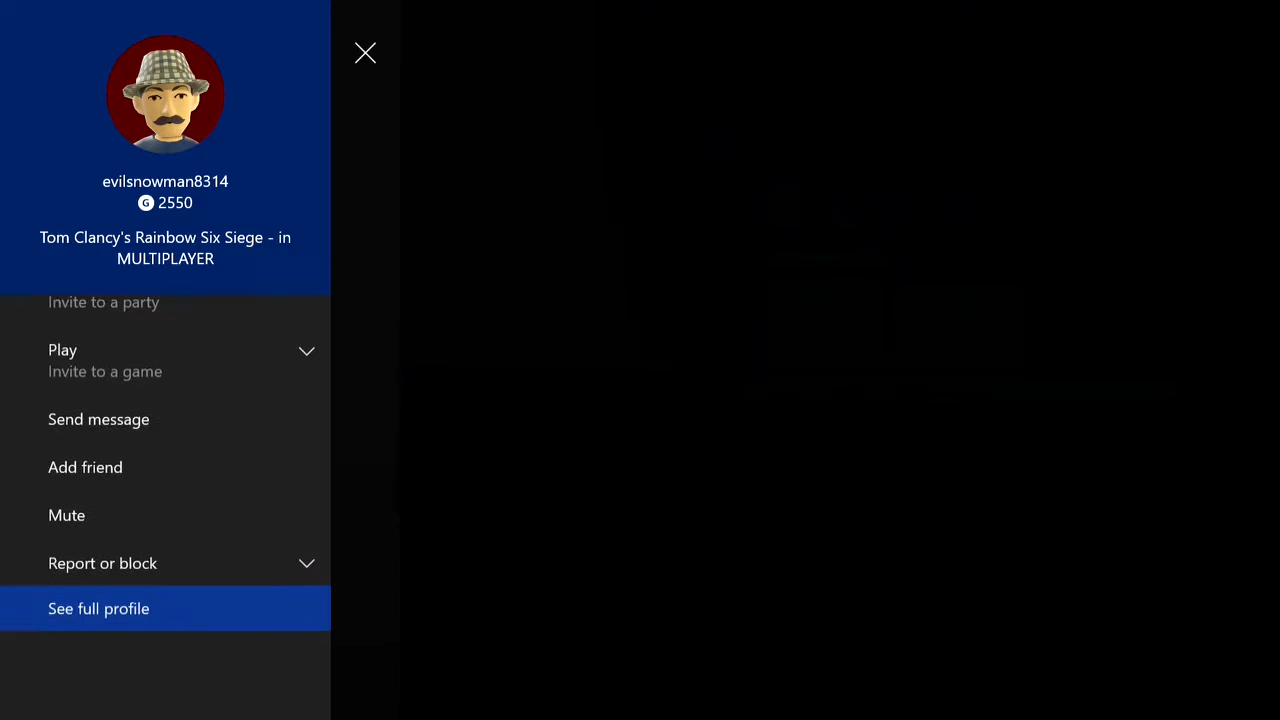 evilsnowman8314
G 2550
Tom Clancy's Rainbow Six Siege - in
MULTIPLAYER
Invite to a party
Play
Invite to a game
Send message
Add friend
Mute
Report or block
See full profile